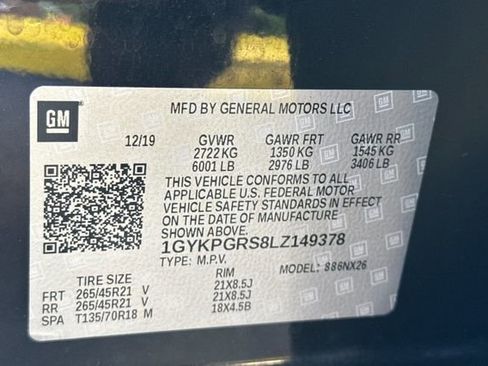 GM
MFD BY GENERAL MOTORS LLC
12/19 GVWR GAWR FRT GAWR RR
2722 KG 1350 KG 1545 KG
6001 LB 2976 LB 3406 LB
THIS VEHICLE CONFORMS TO ALL
APPLICABLE U.S. FEDERAL MOTOR
VEHICLE SAFETY STANDARDS IN EFFECT
ON THE DATE OF MANUFACTURE
SHOWN ABOVE.
1GYKPGRS8LZ149378
TYPE: M.P.V. MODEL: 886NX26
TIRE SIZE RIM
FRT 265/45R21 V 21X8.5J
RR 265/45R21 V 21X8.5J
SPA T135/70R18 M 18X4.5B